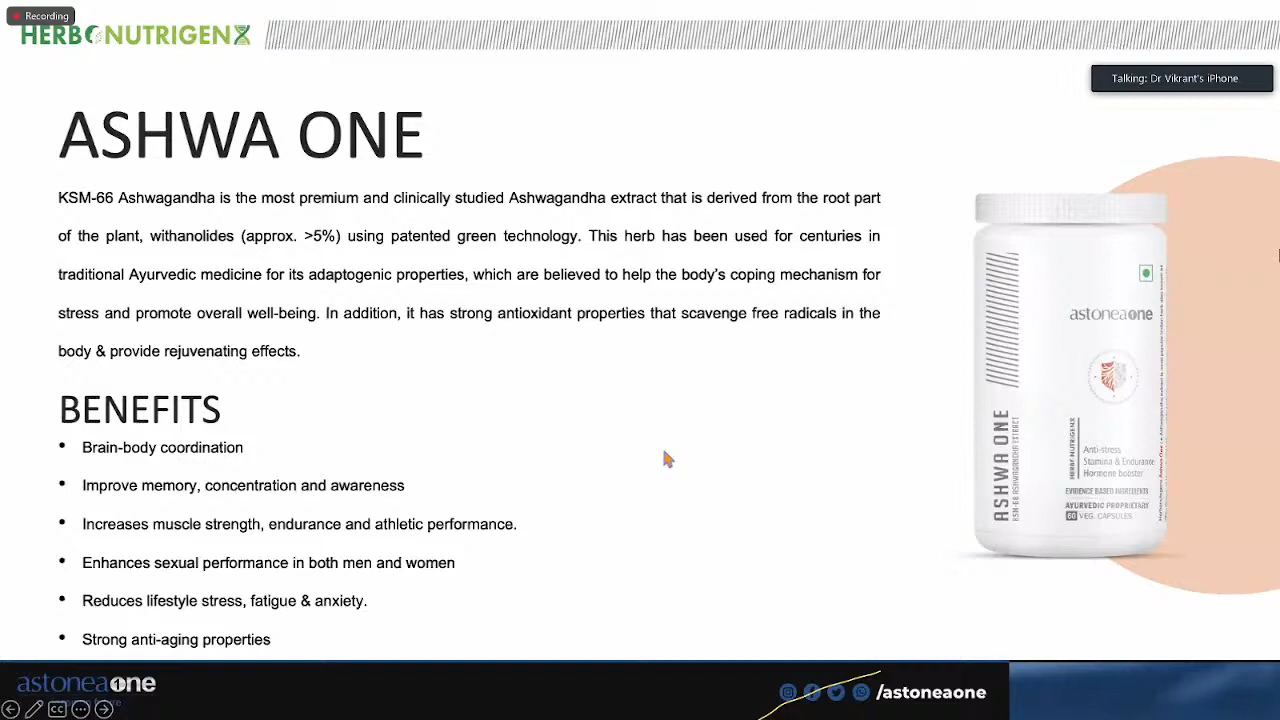 Recording
HERBONUTRIGENX
Talking: Dr Vikrant's iPhone
ASHWA ONE
KSM-66 Ashwagandha is the most premium and clinically studied Ashwagandha extract that is derived from the root part
of the plant, withanolides (approx. >5%) using patented green technology. This herb has been used for centuries in
traditional Ayurvedic medicine for its adaptogenic properties, which are believed to help the body's coping mechanism for
stress and promote overall well-being. In addition, it has strong antioxidant properties that scavenge free radicals in the
body & provide rejuvenating effects.
BENEFITS
• Brain-body coordination
• Improve memory, concentration and awareness
• Increases muscle strength, endurance and athletic performance.
• Enhances sexual performance in both men and women
• Reduces lifestyle stress, fatigue & anxiety.
• Strong anti-aging properties
astoneaone
ASHWA ONE
KSM-66 ASHWAGANDHA EXTRACT
HERBO NUTRIGENX
Anti-stress
Stamina & Endurance
Hormone booster
EVIDENCE BASED INGREDIENTS
AYURVEDIC PROPRIETARY
60 VEG. CAPSULES
astoneaone
CC
/astoneaone